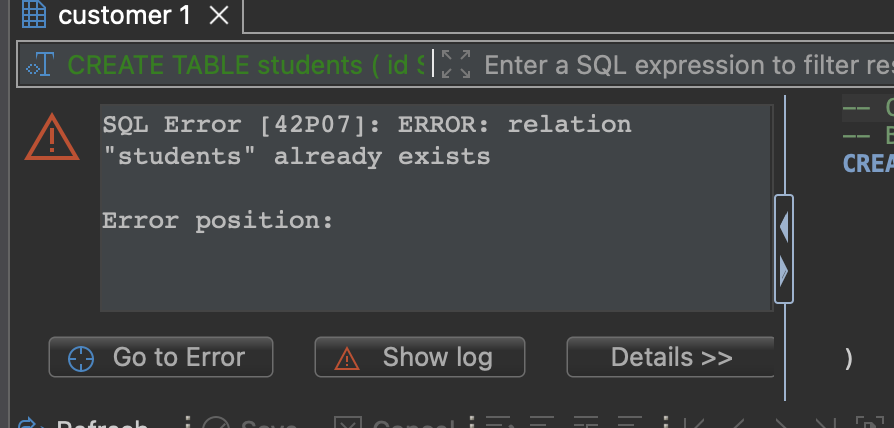 customer 1
CREATE TABLE students ( id S
Enter a SQL expression to filter res
SQL Error [42P07]: ERROR: relation
"students" already exists
Error position:
Go to Error
Show log
Details >>
-- C
-- B
CREA
)
Refresh
Save
Cancel